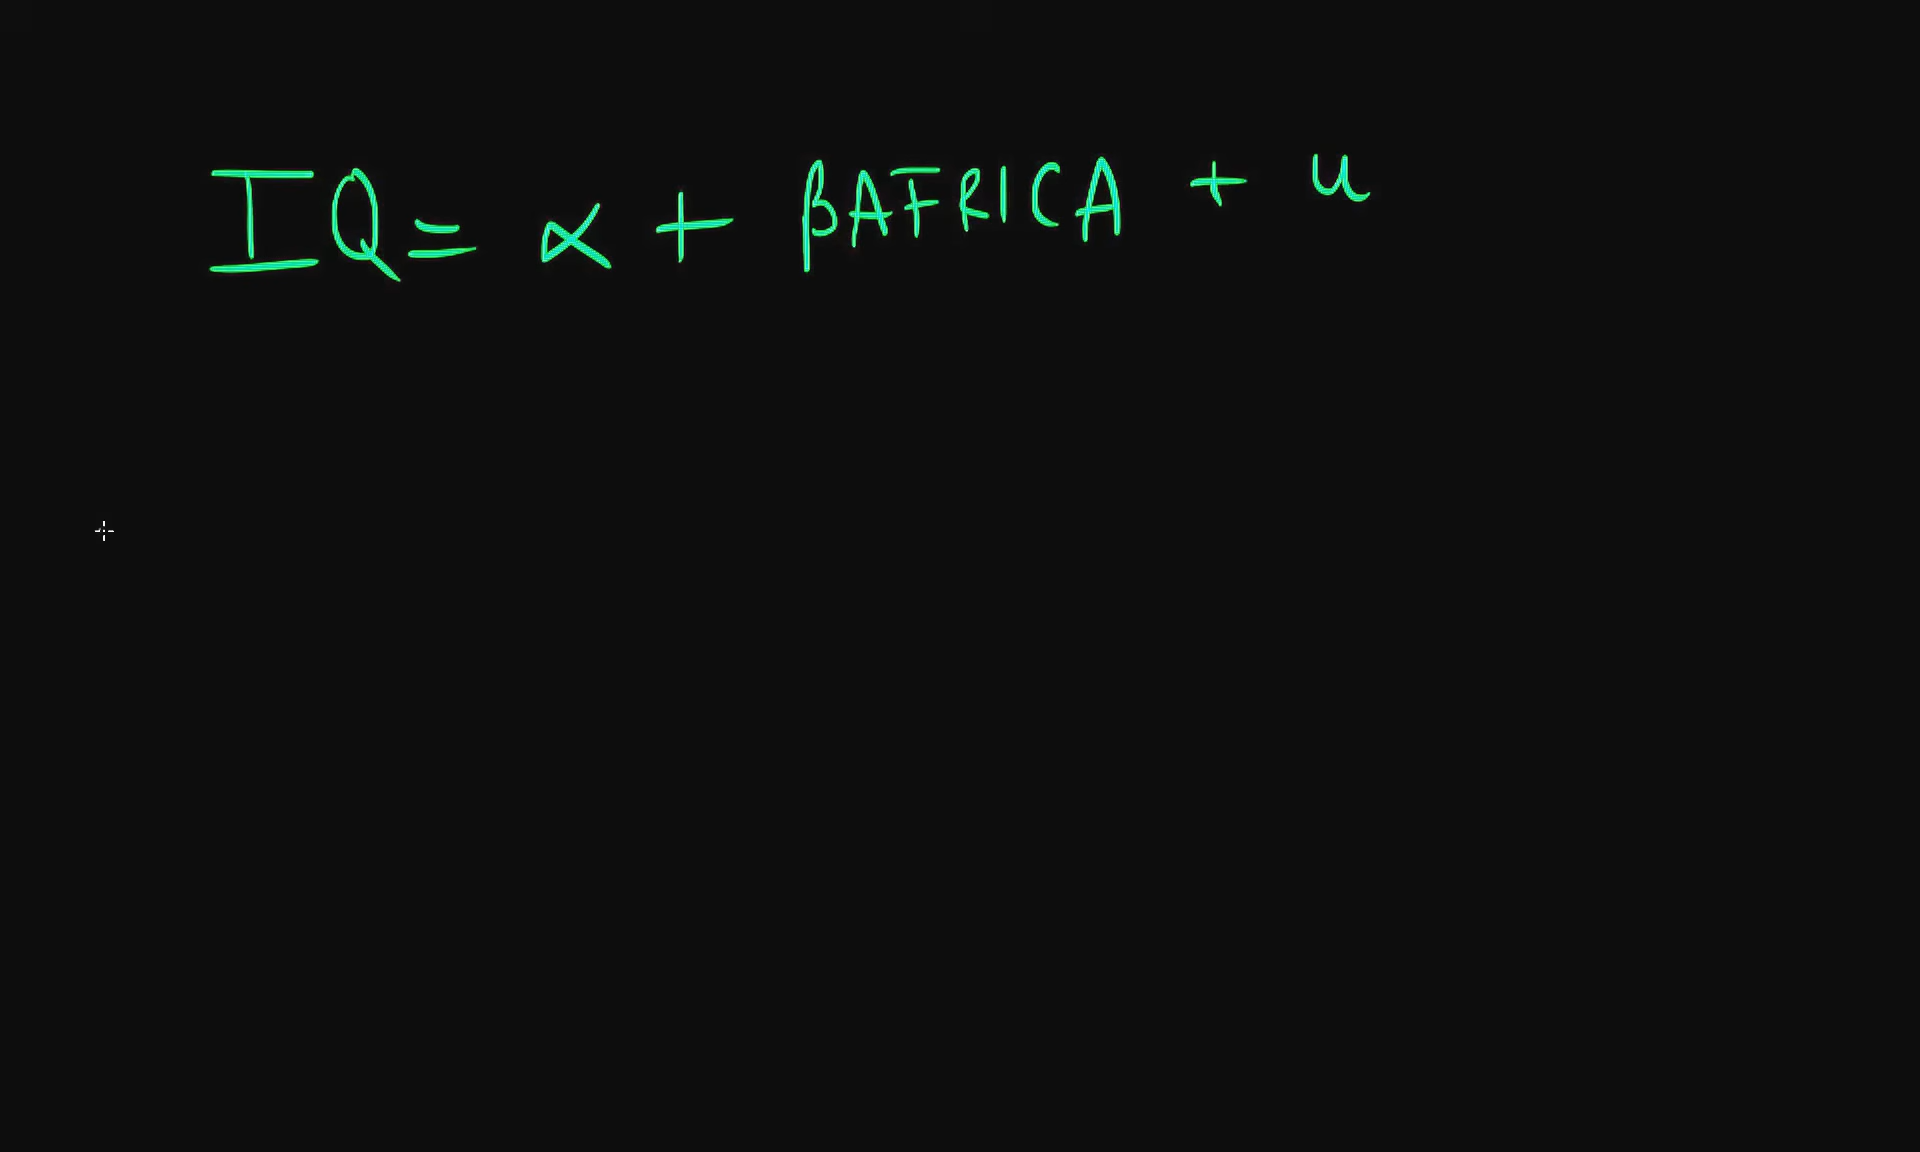 IQ = α + βAFRICA + u